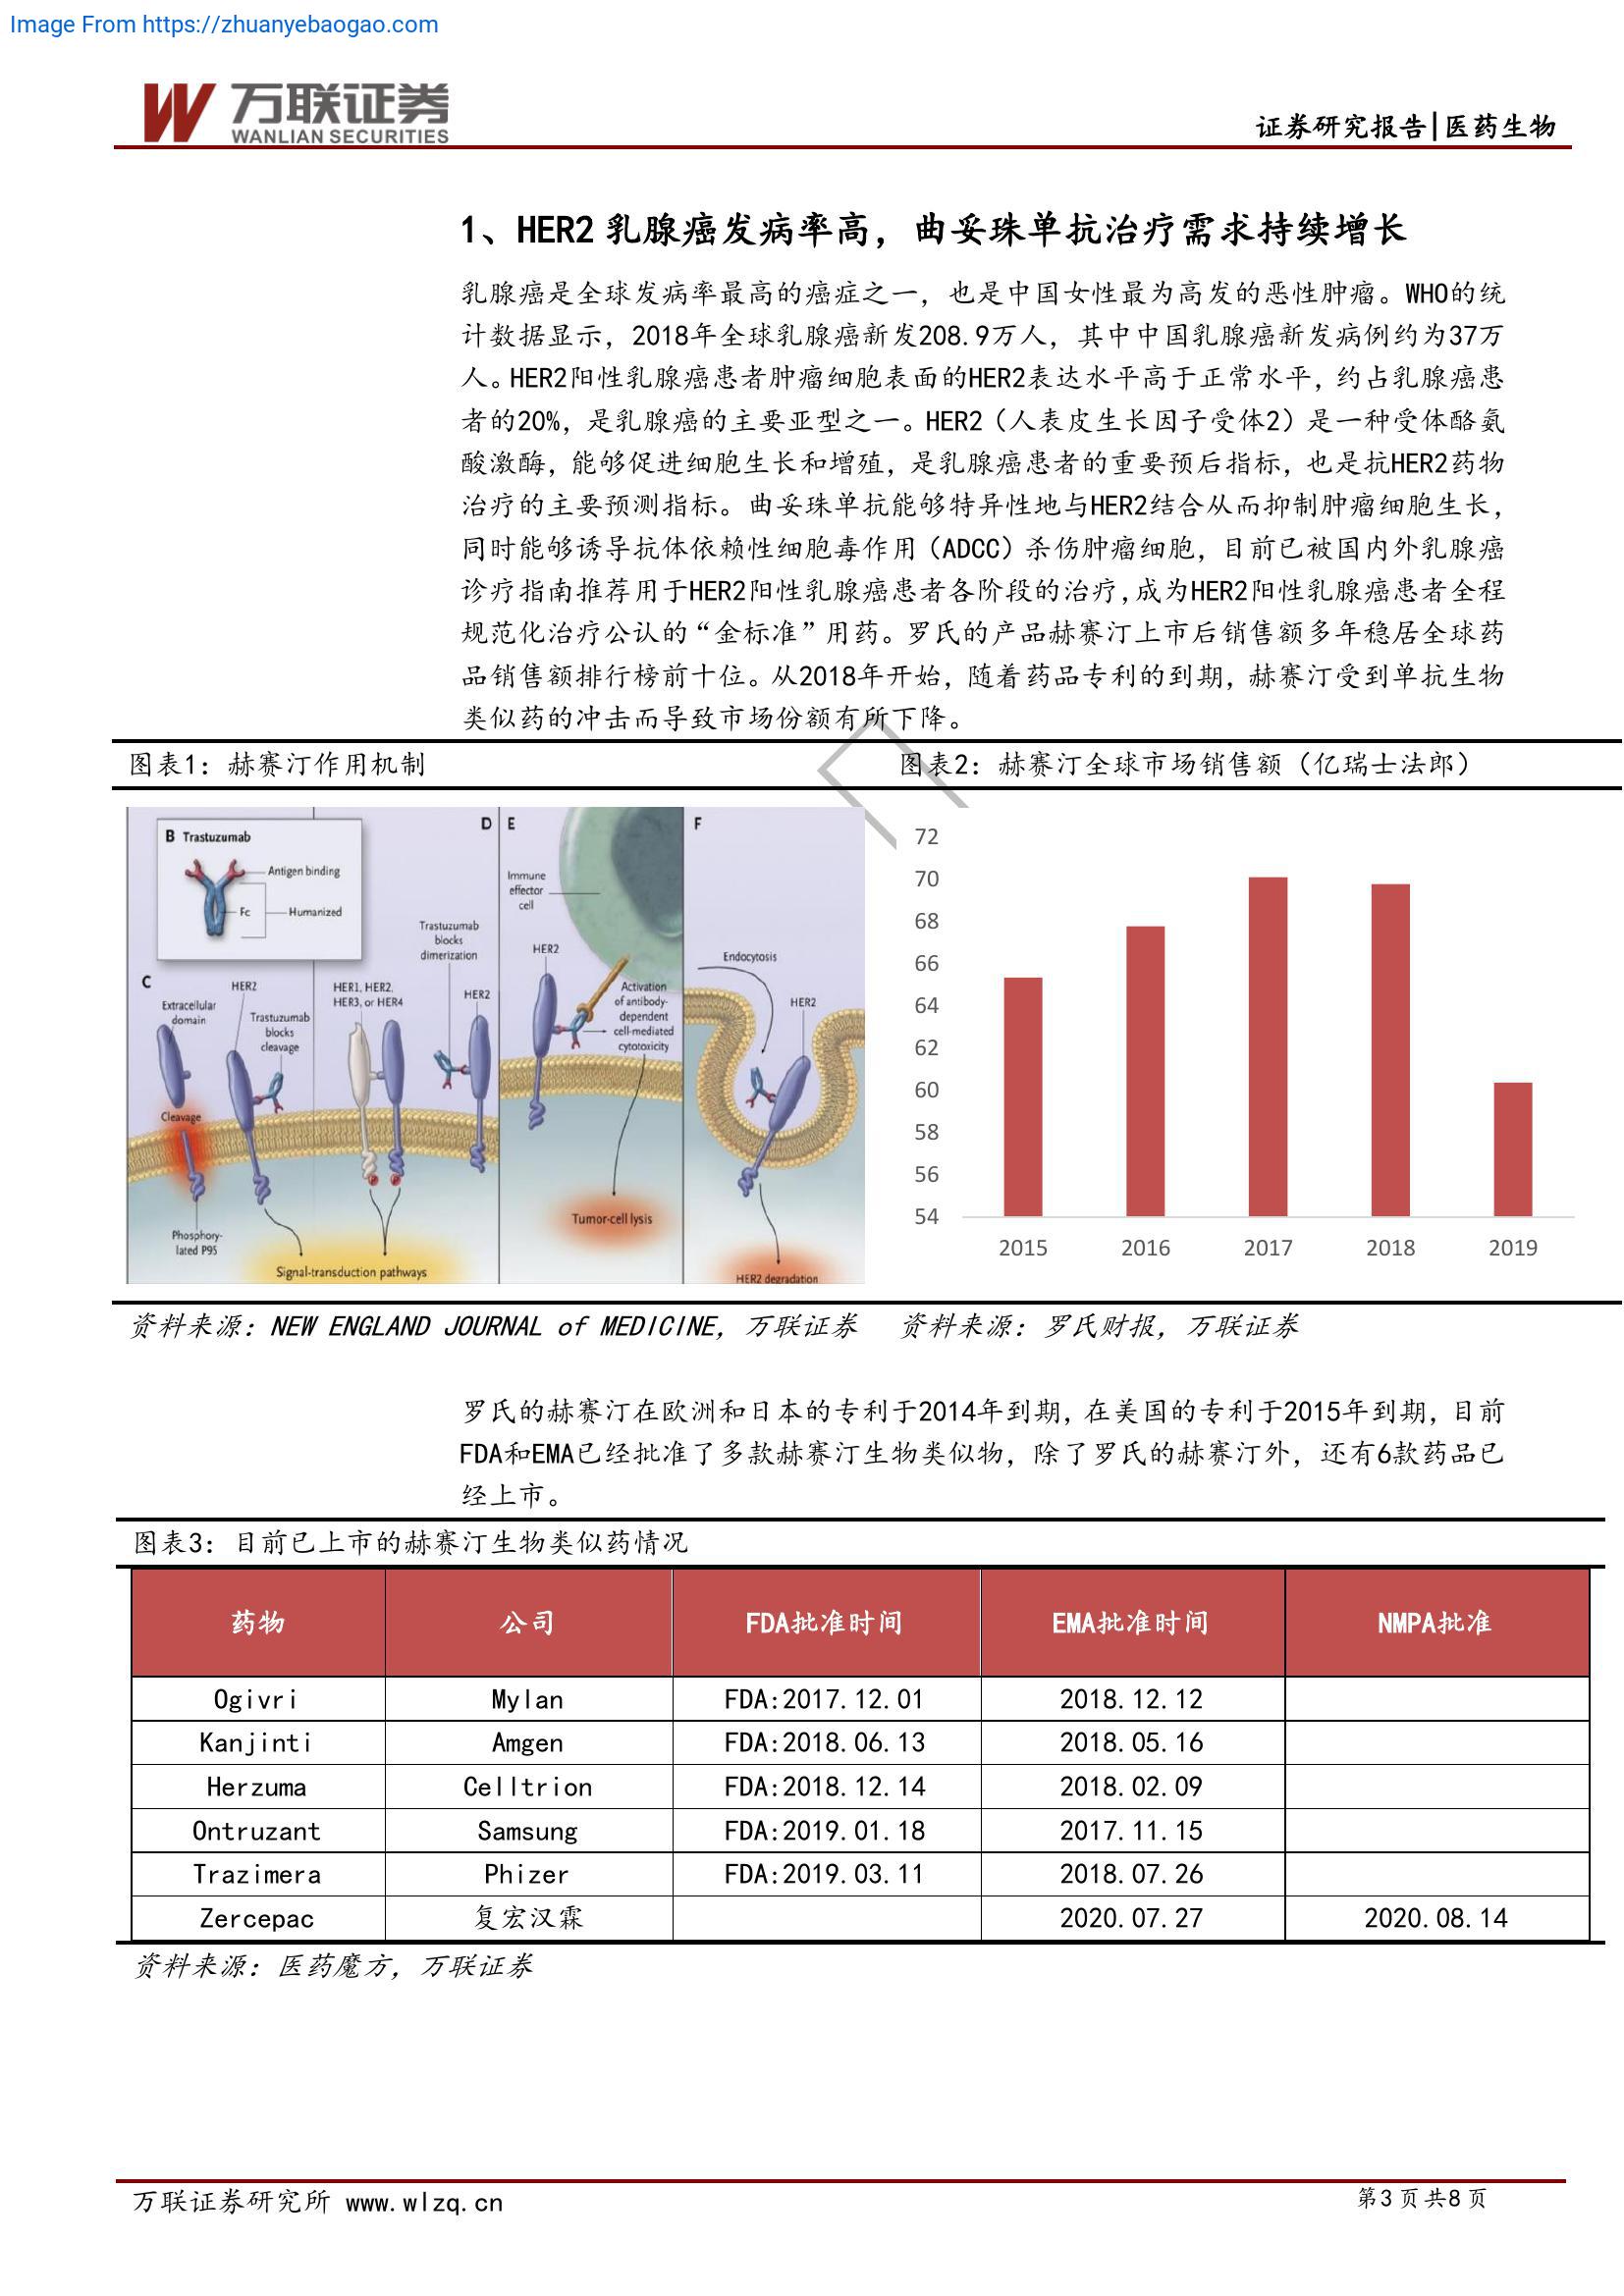 Image From https://zhuanyebaogao.com
万联证券
WANLIAN SECURITIES
证券研究报告|医药生物
1、HER2 乳腺癌发病率高，曲妥珠单抗治疗需求持续增长
乳腺癌是全球发病率最高的癌症之一，也是中国女性最为高发的恶性肿瘤。WHO的统
计数据显示，2018年全球乳腺癌新发208.9万人，其中中国乳腺癌新发病例约为37万
人。HER2阳性乳腺癌患者肿瘤细胞表面的HER2表达水平高于正常水平，约占乳腺癌患
者的20%，是乳腺癌的主要亚型之一。HER2（人表皮生长因子受体2）是一种受体酪氨
酸激酶，能够促进细胞生长和增殖，是乳腺癌患者的重要预后指标，也是抗HER2药物
治疗的主要预测指标。曲妥珠单抗能够特异性地与HER2结合从而抑制肿瘤细胞生长，
同时能够诱导抗体依赖性细胞毒作用（ADCC）杀伤肿瘤细胞，目前已被国内外乳腺癌
诊疗指南推荐用于HER2阳性乳腺癌患者各阶段的治疗,成为HER2阳性乳腺癌患者全程
规范化治疗公认的“金标准”用药。罗氏的产品赫赛汀上市后销售额多年稳居全球药
品销售额排行榜前十位。从2018年开始，随着药品专利的到期，赫赛汀受到单抗生物
类似药的冲击而导致市场份额有所下降。
图表1：赫赛汀作用机制
B Trastuzumab
Antigen binding
Fc
Humanized
C
Extracellular
domain
HER2
Trastuzumab
blocks
cleavage
Cleavage
Phosphory-
lated P95
HER1, HER2,
HER3, or HER4
D
Trastuzumab
blocks
dimerization
HER2
Signal-transduction pathways
E
Immune
effector
cell
HER2
Activation
of antibody-
dependent
cell-mediated
cytotoxicity
Tumor-cell lysis
F
Endocytosis
HER2
HER2 degradation
图表2：赫赛汀全球市场销售额（亿瑞士法郎）
72
70
68
66
64
62
60
58
56
54
2015 2016 2017 2018 2019
资料来源：NEW ENGLAND JOURNAL of MEDICINE，万联证券
资料来源：罗氏财报，万联证券
罗氏的赫赛汀在欧洲和日本的专利于2014年到期，在美国的专利于2015年到期，目前
FDA和EMA已经批准了多款赫赛汀生物类似物，除了罗氏的赫赛汀外，还有6款药品已
经上市。
图表3：目前已上市的赫赛汀生物类似药情况
药物 公司 FDA批准时间 EMA批准时间 NMPA批准
Ogivri Mylan FDA:2017.12.01 2018.12.12
Kanjinti Amgen FDA:2018.06.13 2018.05.16
Herzuma Celltrion FDA:2018.12.14 2018.02.09
Ontruzant Samsung FDA:2019.01.18 2017.11.15
Trazimera Phizer FDA:2019.03.11 2018.07.26
Zercepac 复宏汉霖 2020.07.27 2020.08.14
资料来源：医药魔方，万联证券
万联证券研究所 www.wlzq.cn
第3页共8页